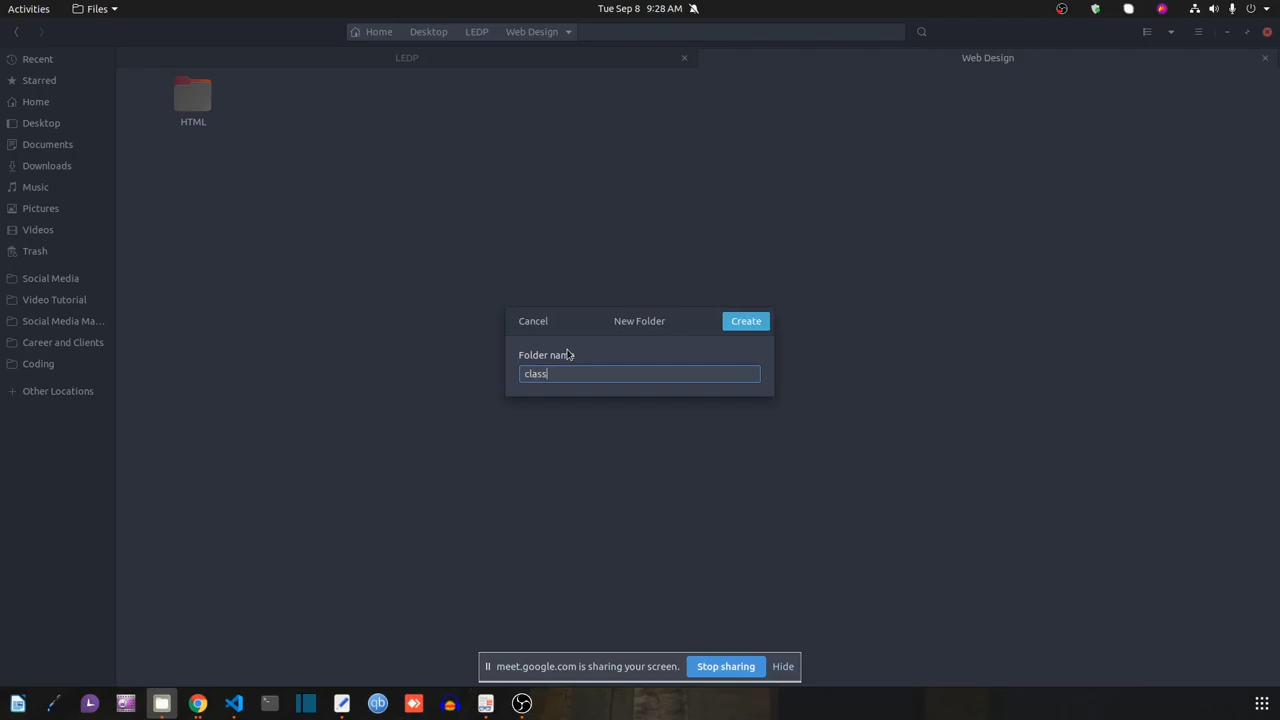 Activities Files Tue Sep 8 9:28 AM
Home Desktop LEDP Web Design
LEDP Web Design
Recent
Starred
Home
Desktop
Documents
Downloads
Music
Pictures
Videos
Trash
Social Media
Video Tutorial
Social Media Ma...
Career and Clients
Coding
Other Locations
HTML
Cancel New Folder Create
Folder name
class
meet.google.com is sharing your screen. Stop sharing Hide
qb